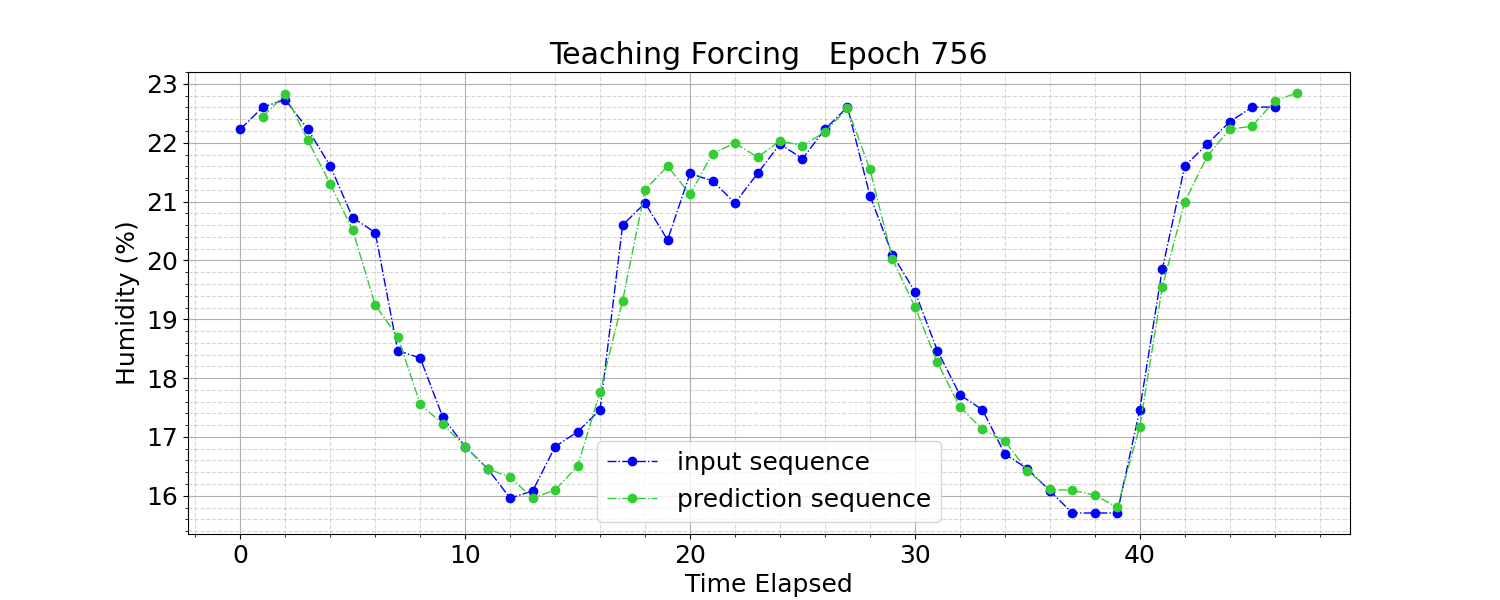 Teaching Forcing   Epoch 756
Humidity (%)
23
22
21
20
19
18
17
16
input sequence
prediction sequence
0 10 20 30 40
Time Elapsed